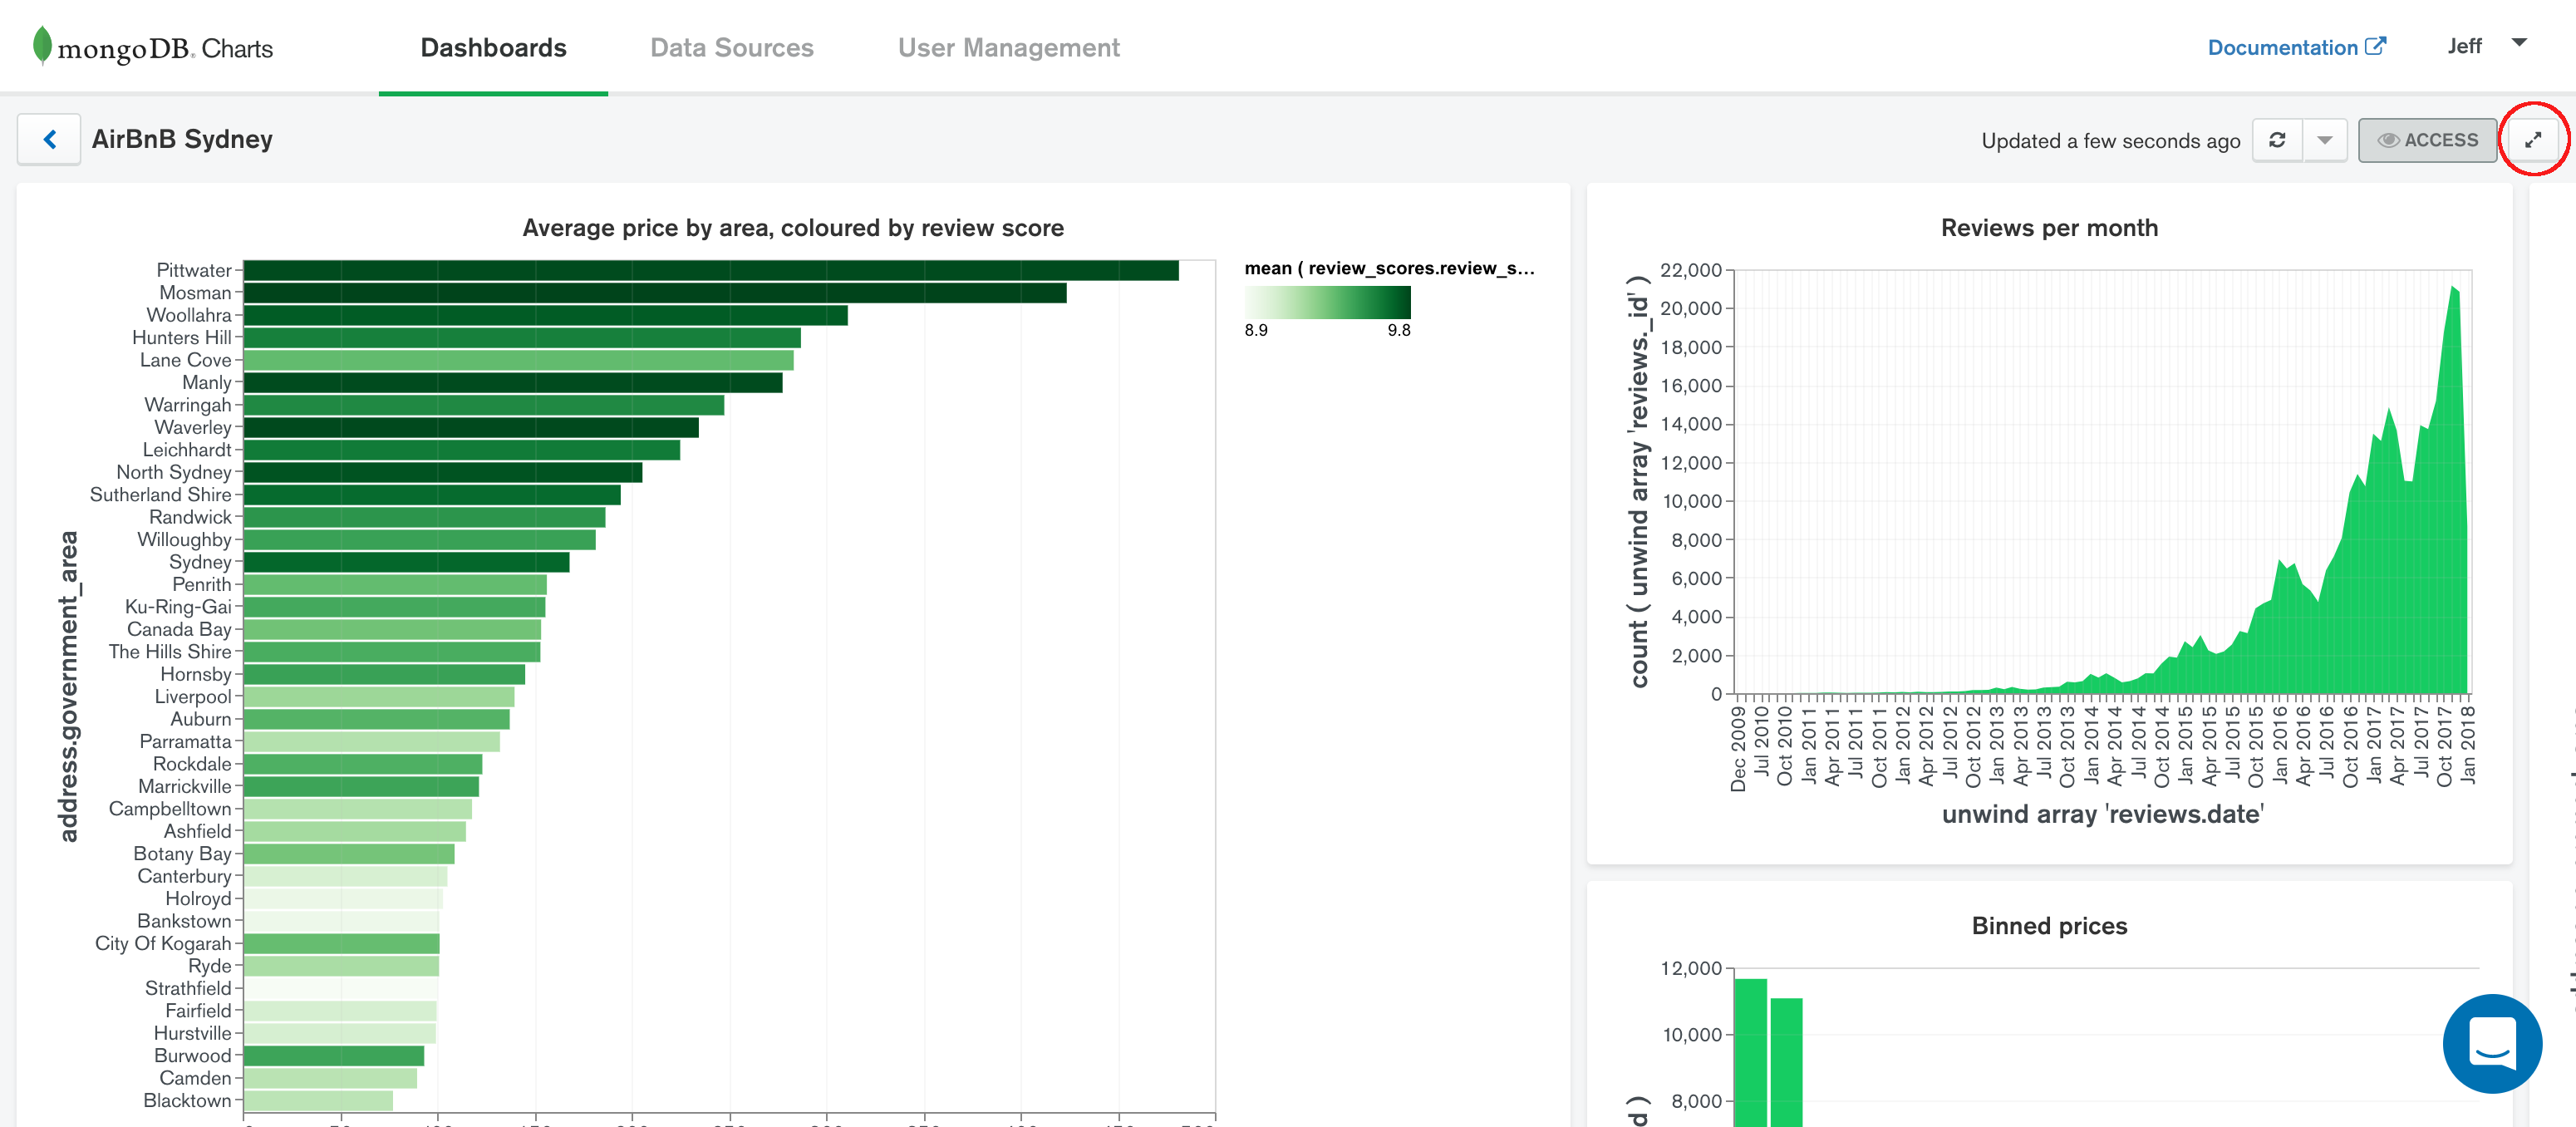 mongoDB. Charts
Dashboards
Data Sources
User Management
Documentation
Jeff
AirBnB Sydney
Updated a few seconds ago
ACCESS
Average price by area, coloured by review score
address.government_area
Pittwater
Mosman
Woollahra
Hunters Hill
Lane Cove
Manly
Warringah
Waverley
Leichhardt
North Sydney
Sutherland Shire
Randwick
Willoughby
Sydney
Penrith
Ku-Ring-Gai
Canada Bay
The Hills Shire
Hornsby
Liverpool
Auburn
Parramatta
Rockdale
Marrickville
Campbelltown
Ashfield
Botany Bay
Canterbury
Holroyd
Bankstown
City Of Kogarah
Ryde
Strathfield
Fairfield
Hurstville
Burwood
Camden
Blacktown
mean ( review_scores.review_s...
8.9 9.8
Reviews per month
count ( unwind array 'reviews._id' )
22,000
20,000
18,000
16,000
14,000
12,000
10,000
8,000
6,000
4,000
2,000
0
Dec 2009
Jul 2010
Oct 2010
Jan 2011
Apr 2011
Jul 2011
Oct 2011
Jan 2012
Apr 2012
Jul 2012
Oct 2012
Jan 2013
Apr 2013
Jul 2013
Oct 2013
Jan 2014
Apr 2014
Jul 2014
Oct 2014
Jan 2015
Apr 2015
Jul 2015
Oct 2015
Jan 2016
Apr 2016
Jul 2016
Oct 2016
Jan 2017
Apr 2017
Jul 2017
Oct 2017
Jan 2018
unwind array 'reviews.date'
Binned prices
12,000
10,000
8,000